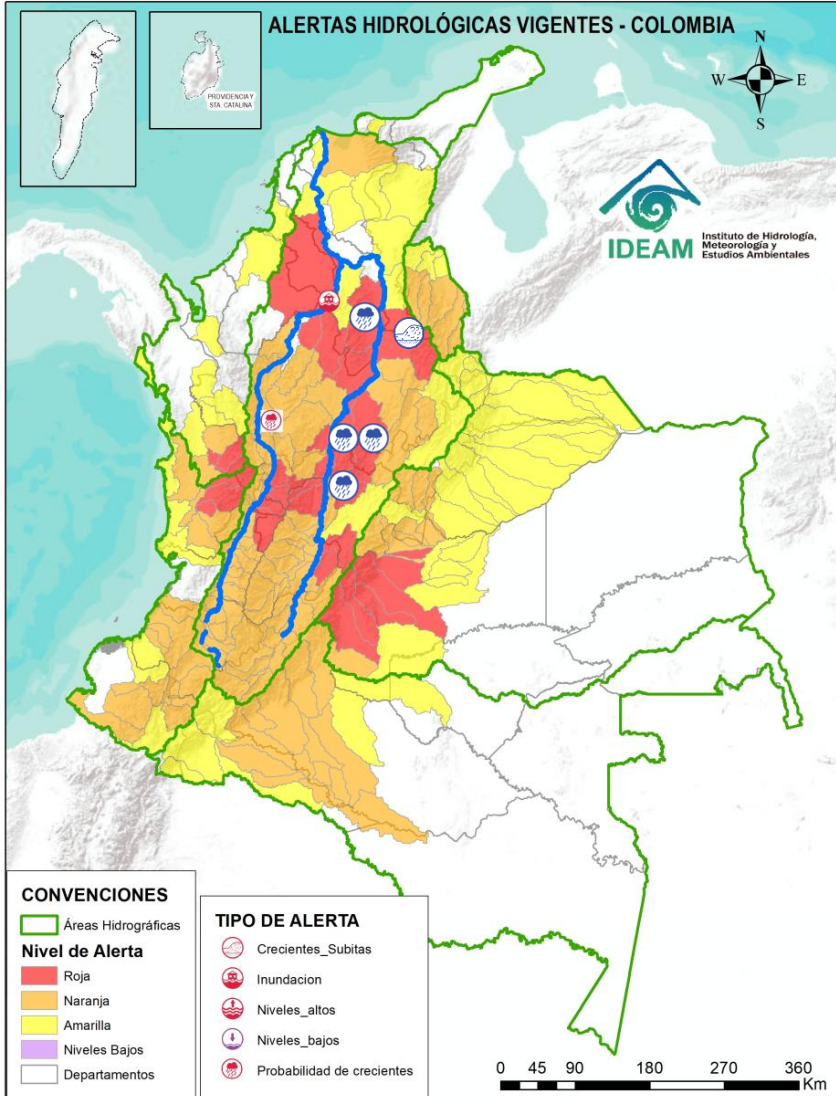 ALERTAS HIDROLÓGICAS VIGENTES - COLOMBIA
PROVIDENCIA Y
STA. CATALINA
N
W
E
S
IDEAM
Instituto de Hidrología,
Meteorología y
Estudios Ambientales
CONVENCIONES
Áreas Hidrográficas
Nivel de Alerta
Roja
Naranja
Amarilla
Niveles Bajos
Departamentos
TIPO DE ALERTA
Crecientes_Subitas
Inundacion
Niveles_altos
Niveles_bajos
Probabilidad de crecientes
0 45 90 180 270 360
Km